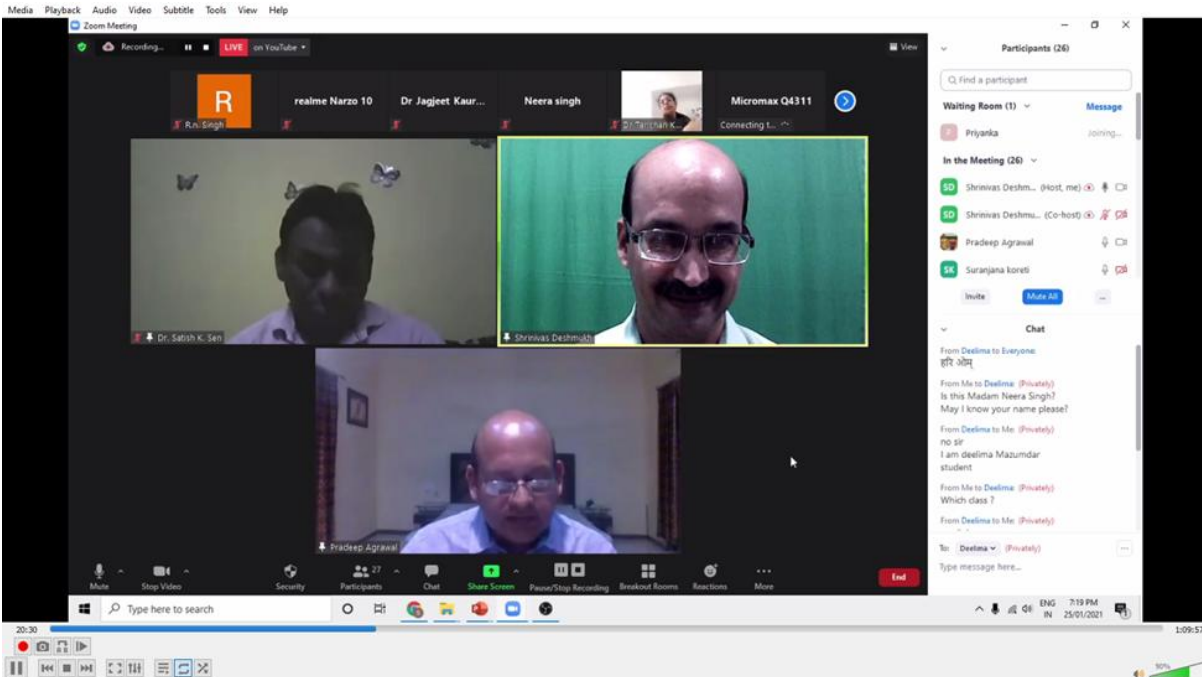 Media Playback Audio Video Subtitle Tools View Help
Zoom Meeting
Recording... LIVE on YouTube
View
R
R.n. Singh
realme Narzo 10
Dr Jagjeet Kaur...
Neera singh
Micromax Q4311
Connecting t...
Dr. Satish K. Sen
Shrinivas Deshmukh
Pradeep Agrawal
Mute
Stop Video
Security
27
Participants
Chat
Share Screen
Pause/Stop Recording
Breakout Rooms
Reactions
More
End
Participants (26)
Find a participant
Waiting Room (1)
Message
P Priyanka Joining...
In the Meeting (26)
SD Shrinivas Deshm... (Host, me)
SD Shrinivas Deshmu... (Co-host)
Pradeep Agrawal
SK Suranjana koreti
Invite Mute All ...
Chat
From Deelima to Everyone:
हरि ओम्
From Me to Deelima: (Privately)
Is this Madam Neera Singh?
May I know your name please?
From Deelima to Me: (Privately)
no sir
I am deelima Mazumdar
student
From Me to Deelima: (Privately)
Which class ?
From Deelima to Me: (Privately)
To: Deelima (Privately)
Type message here...
Type here to search
ENG 7:19 PM
IN 25/01/2021
20:30 1:09:57
90%